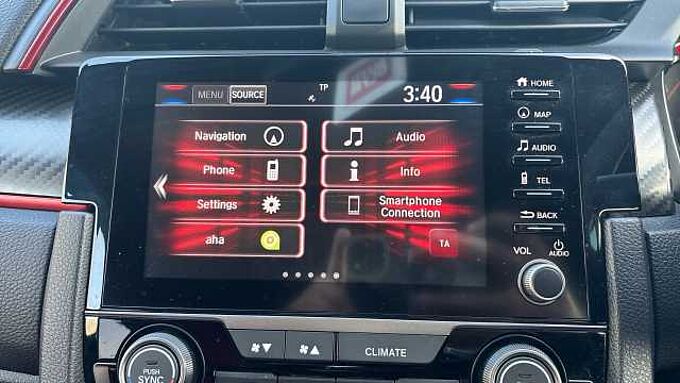 MENU SOURCE TP 3:40
Navigation Audio
Phone Info
Settings Smartphone
Connection
aha TA
HOME
MAP
AUDIO
TEL
BACK
VOL AUDIO
CLIMATE
PUSH
SYNC